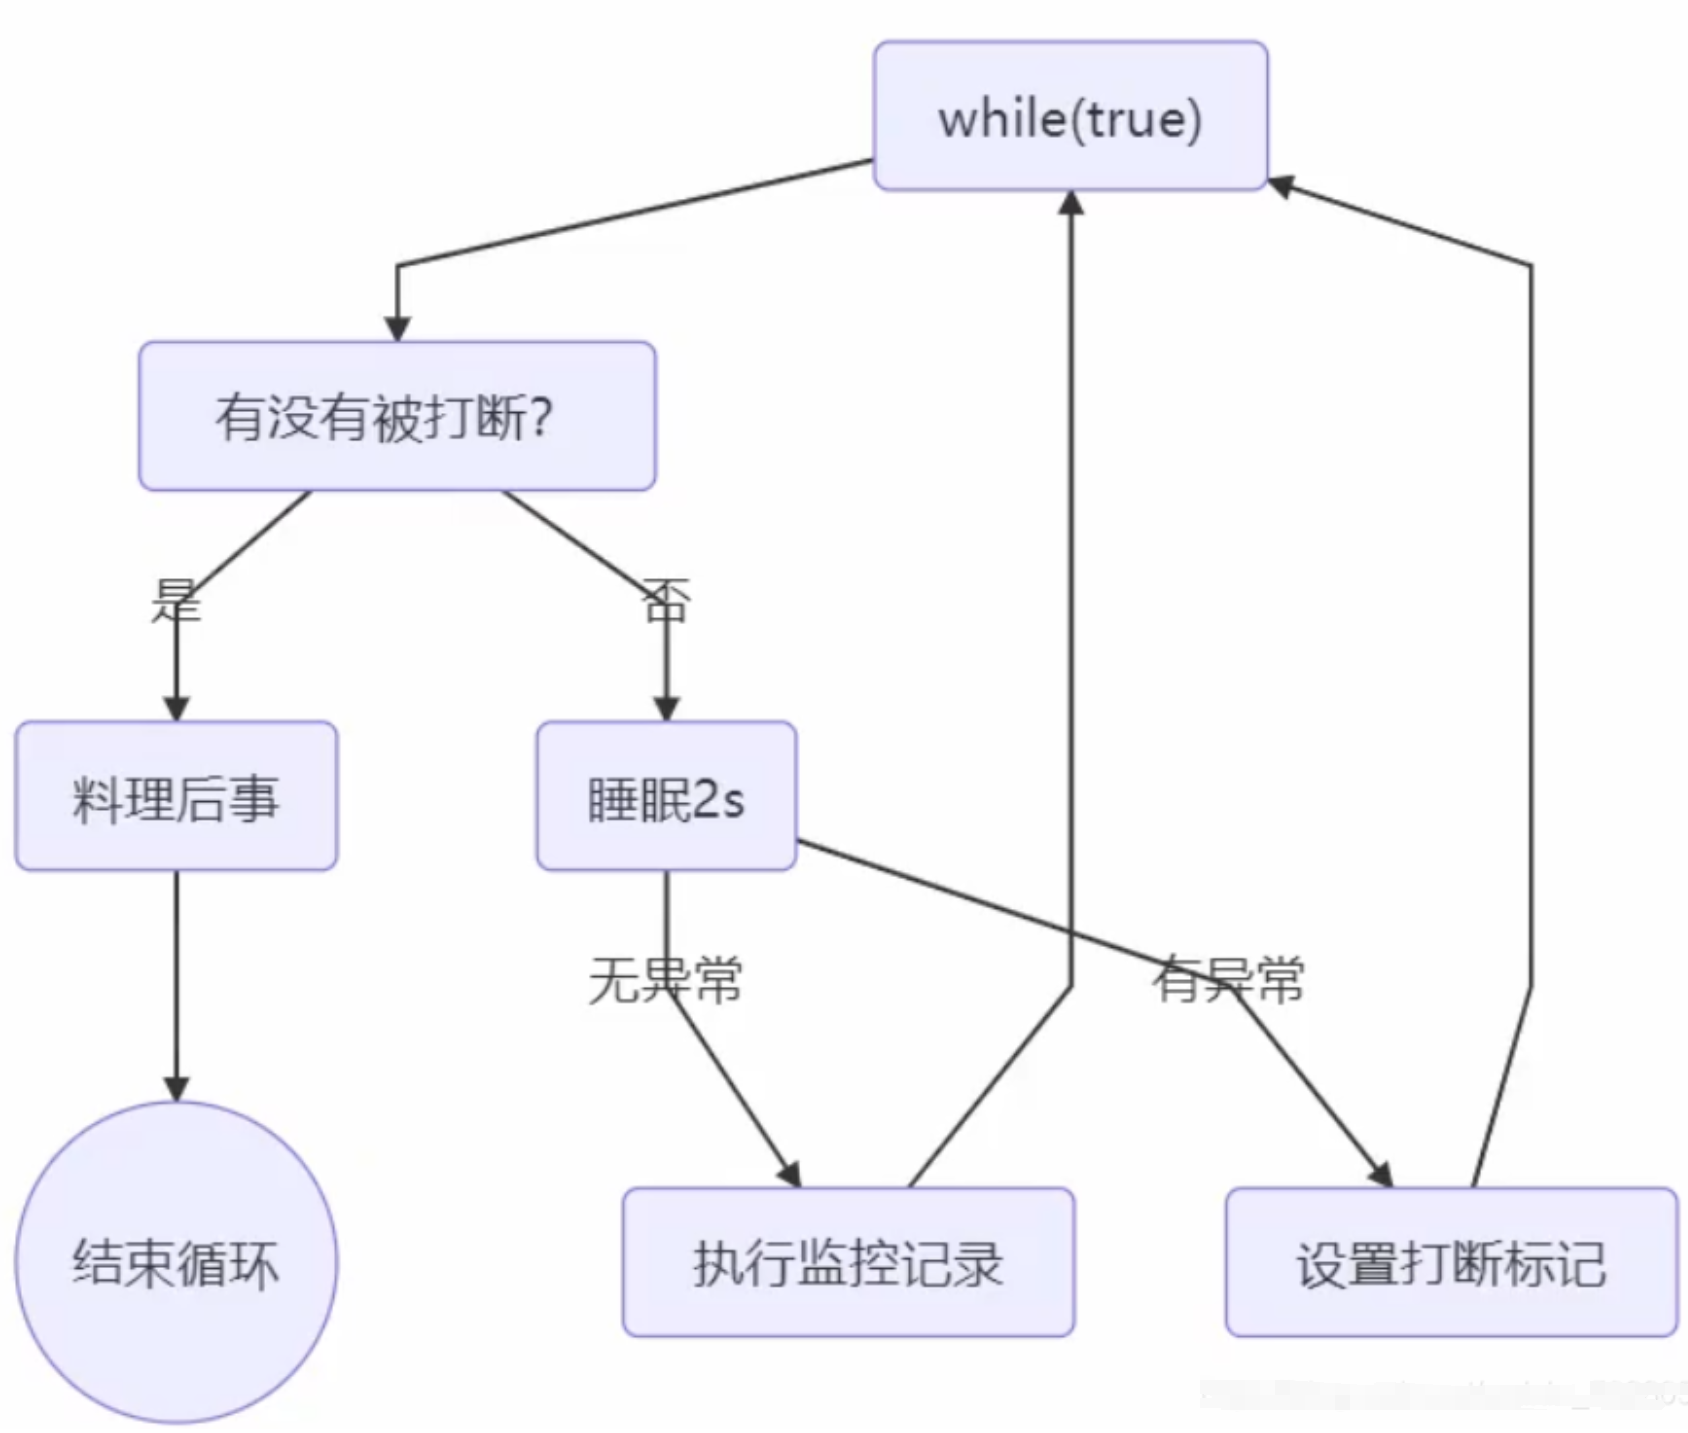 while(true)
有没有被打断?
是
否
料理后事
睡眠2s
无异常
有异常
结束循环
执行监控记录
设置打断标记